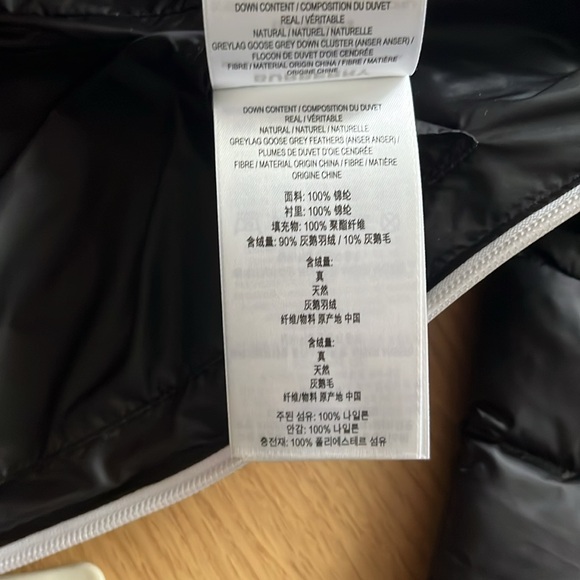 DOWN CONTENT / COMPOSITION DU DUVET
REAL / VÉRITABLE
NATURAL / NATUREL / NATURELLE
GREYLAG GOOSE GREY DOWN CLUSTER (ANSER ANSER) /
FLOCON DE DUVET D'OIE CENDRÉE
FIBRE / MATERIAL ORIGIN CHINA / FIBRE / MATIÈRE
ORIGINE CHINE
DOWN CONTENT / COMPOSITION DU DUVET
REAL / VÉRITABLE
NATURAL / NATUREL / NATURELLE
GREYLAG GOOSE GREY FEATHERS (ANSER ANSER) /
PLUMES DE DUVET D'OIE CENDRÉE
FIBRE / MATERIAL ORIGIN CHINA / FIBRE / MATIÈRE
ORIGINE CHINE
面料: 100% 锦纶
衬里: 100% 锦纶
填充物: 100% 聚酯纤维
含绒量: 90% 灰鹅羽绒 / 10% 灰鹅毛
含绒量:
真
天然
灰鹅羽绒
纤维/物料 原产地 中国
含绒量:
真
天然
灰鹅毛
纤维/物料 原产地 中国
주된 섬유: 100% 나일론
안감: 100% 나일론
충전재: 100% 폴리에스테르 섬유